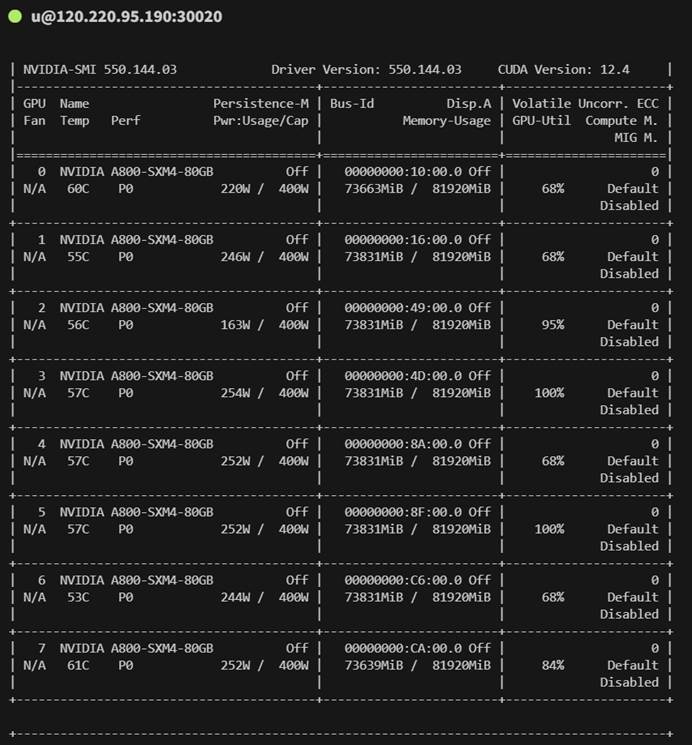 u@120.220.95.190:30020
| NVIDIA-SMI 550.144.03             Driver Version: 550.144.03     CUDA Version: 12.4     |
|-----------------------------------------+------------------------+----------------------+
| GPU  Name                 Persistence-M | Bus-Id          Disp.A | Volatile Uncorr. ECC |
| Fan  Temp   Perf          Pwr:Usage/Cap |           Memory-Usage | GPU-Util  Compute M. |
|                                         |                        |               MIG M. |
|=========================================+========================+======================|
|   0  NVIDIA A800-SXM4-80GB          Off |   00000000:10:00.0 Off |                    0 |
| N/A   60C    P0            220W /  400W |   73663MiB /  81920MiB |     68%      Default |
|                                         |                        |             Disabled |
+-----------------------------------------+------------------------+----------------------+
|   1  NVIDIA A800-SXM4-80GB          Off |   00000000:16:00.0 Off |                    0 |
| N/A   55C    P0            246W /  400W |   73831MiB /  81920MiB |     68%      Default |
|                                         |                        |             Disabled |
+-----------------------------------------+------------------------+----------------------+
|   2  NVIDIA A800-SXM4-80GB          Off |   00000000:49:00.0 Off |                    0 |
| N/A   56C    P0            163W /  400W |   73831MiB /  81920MiB |     95%      Default |
|                                         |                        |             Disabled |
+-----------------------------------------+------------------------+----------------------+
|   3  NVIDIA A800-SXM4-80GB          Off |   00000000:4D:00.0 Off |                    0 |
| N/A   57C    P0            254W /  400W |   73831MiB /  81920MiB |    100%      Default |
|                                         |                        |             Disabled |
+-----------------------------------------+------------------------+----------------------+
|   4  NVIDIA A800-SXM4-80GB          Off |   00000000:8A:00.0 Off |                    0 |
| N/A   57C    P0            252W /  400W |   73831MiB /  81920MiB |     68%      Default |
|                                         |                        |             Disabled |
+-----------------------------------------+------------------------+----------------------+
|   5  NVIDIA A800-SXM4-80GB          Off |   00000000:8F:00.0 Off |                    0 |
| N/A   57C    P0            252W /  400W |   73831MiB /  81920MiB |    100%      Default |
|                                         |                        |             Disabled |
+-----------------------------------------+------------------------+----------------------+
|   6  NVIDIA A800-SXM4-80GB          Off |   00000000:C6:00.0 Off |                    0 |
| N/A   53C    P0            244W /  400W |   73831MiB /  81920MiB |     68%      Default |
|                                         |                        |             Disabled |
+-----------------------------------------+------------------------+----------------------+
|   7  NVIDIA A800-SXM4-80GB          Off |   00000000:CA:00.0 Off |                    0 |
| N/A   61C    P0            252W /  400W |   73639MiB /  81920MiB |     84%      Default |
|                                         |                        |             Disabled |
+-----------------------------------------+------------------------+----------------------+
+-----------------------------------------------------------------------------------------+